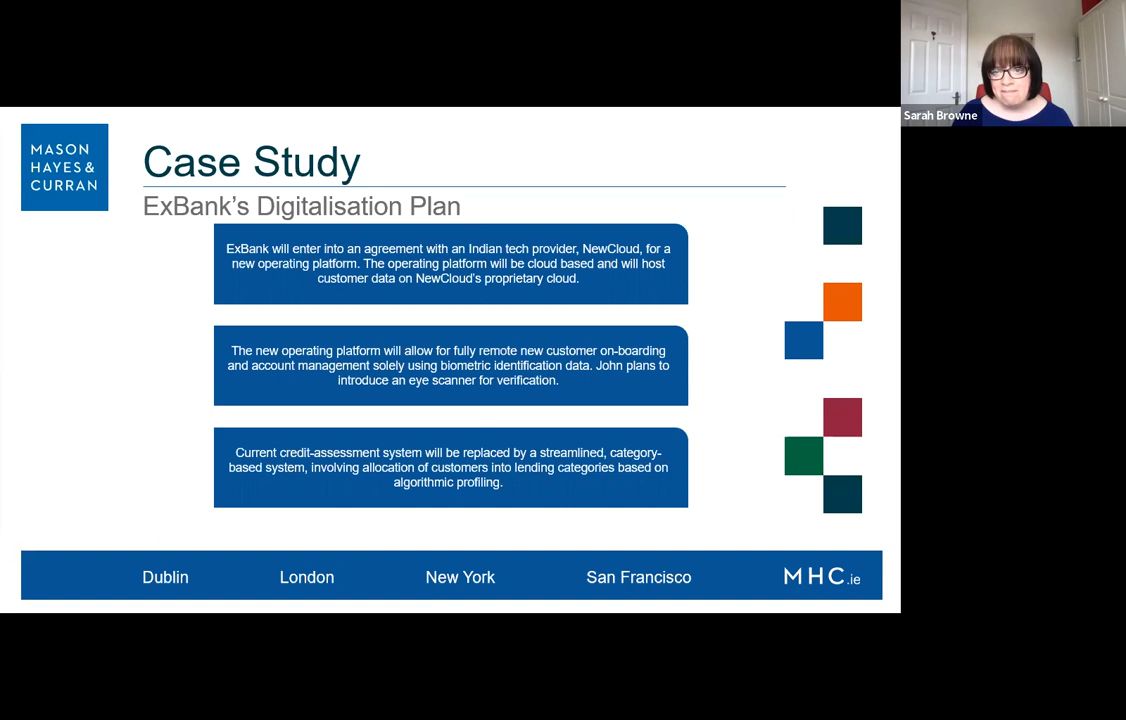 Sarah Browne
MASON
HAYES &
CURRAN
Case Study
ExBank's Digitalisation Plan
ExBank will enter into an agreement with an Indian tech provider, NewCloud, for a
new operating platform. The operating platform will be cloud based and will host
customer data on NewCloud's proprietary cloud.
The new operating platform will allow for fully remote new customer on-boarding
and account management solely using biometric identification data. John plans to
introduce an eye scanner for verification.
Current credit-assessment system will be replaced by a streamlined, category-
based system, involving allocation of customers into lending categories based on
algorithmic profiling.
Dublin London New York San Francisco MHC.ie